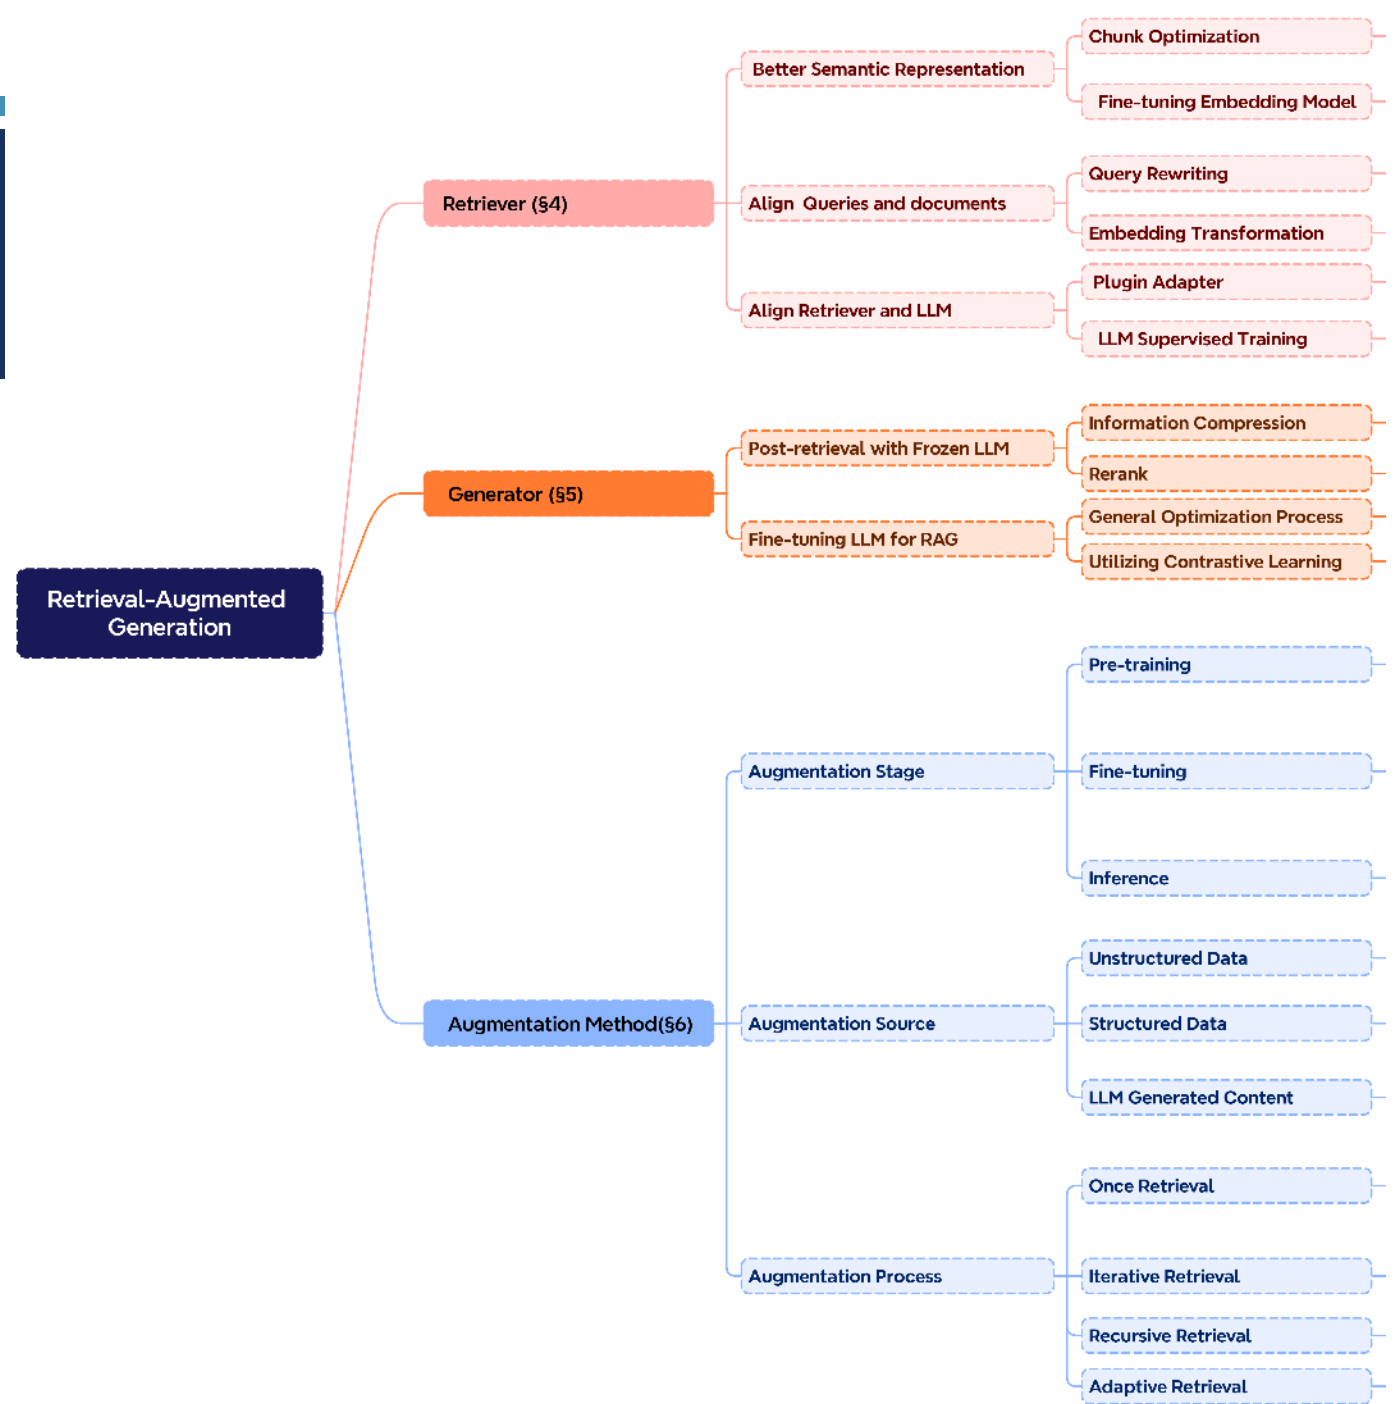 Retrieval-Augmented
Generation
Retriever (§4)
Better Semantic Representation
Chunk Optimization
Fine-tuning Embedding Model
Align Queries and documents
Query Rewriting
Embedding Transformation
Align Retriever and LLM
Plugin Adapter
LLM Supervised Training
Generator (§5)
Post-retrieval with Frozen LLM
Information Compression
Rerank
Fine-tuning LLM for RAG
General Optimization Process
Utilizing Contrastive Learning
Augmentation Method(§6)
Augmentation Stage
Pre-training
Fine-tuning
Inference
Augmentation Source
Unstructured Data
Structured Data
LLM Generated Content
Augmentation Process
Once Retrieval
Iterative Retrieval
Recursive Retrieval
Adaptive Retrieval